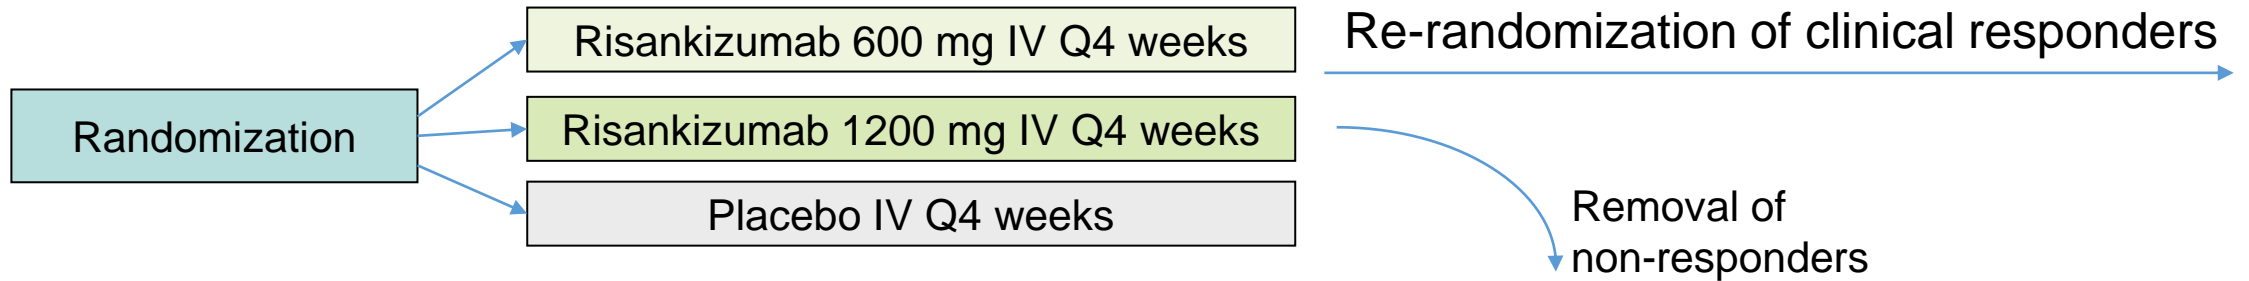 Randomization
Risankizumab 600 mg IV Q4 weeks
Risankizumab 1200 mg IV Q4 weeks
Placebo IV Q4 weeks
Re-randomization of clinical responders
Removal of
non-responders